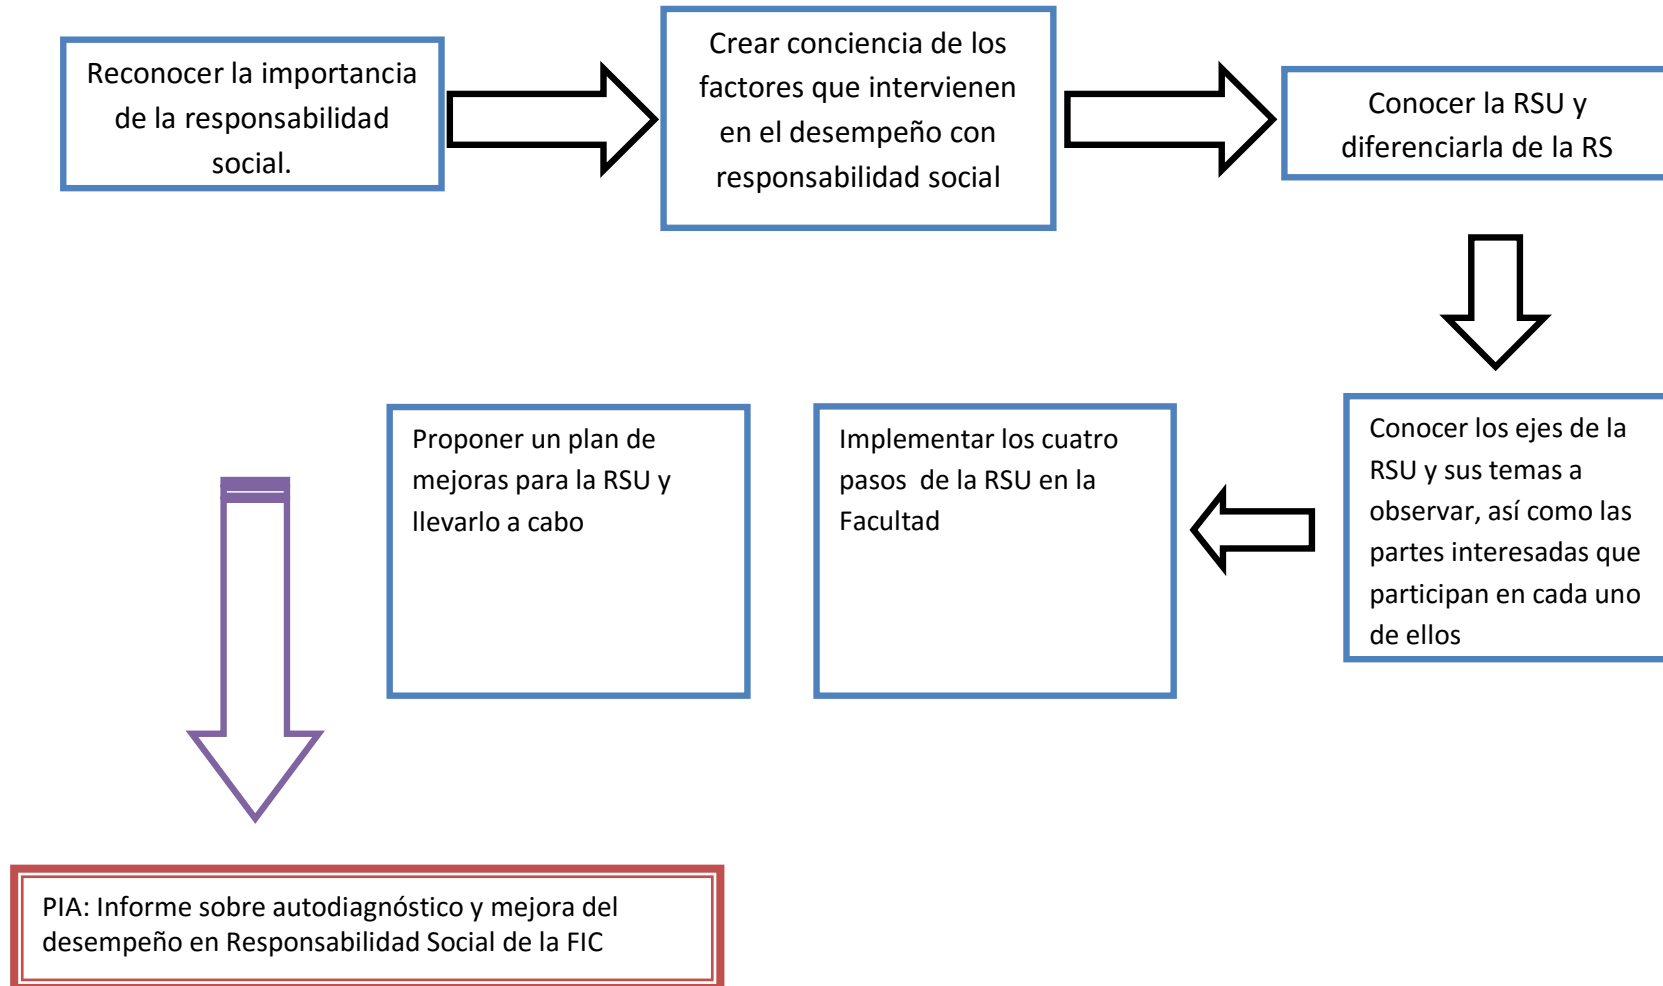 Reconocer la importancia
de la responsabilidad
social.
Crear conciencia de los
factores que intervienen
en el desempeño con
responsabilidad social
Conocer la RSU y
diferenciarla de la RS
Conocer los ejes de la
RSU y sus temas a
observar, así como las
partes interesadas que
participan en cada uno
de ellos
Implementar los cuatro
pasos  de la RSU en la
Facultad
Proponer un plan de
mejoras para la RSU y
llevarlo a cabo
PIA: Informe sobre autodiagnóstico y mejora del
desempeño en Responsabilidad Social de la FIC